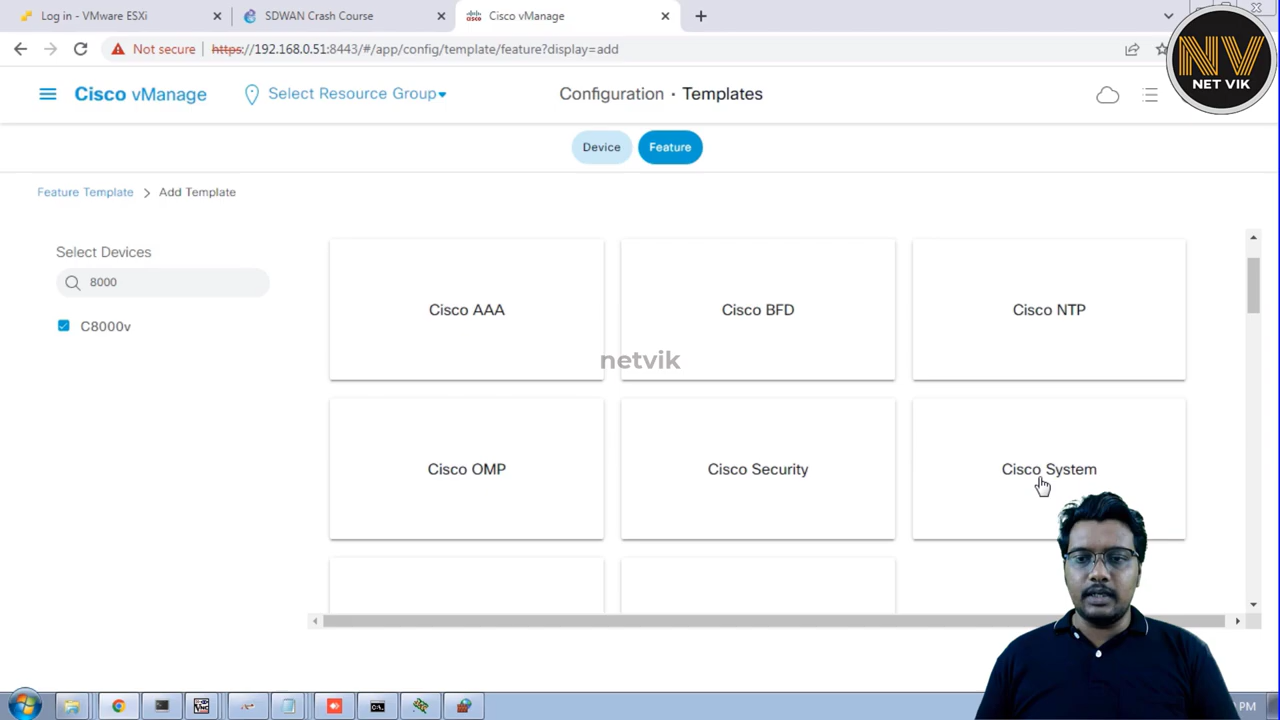 Log in - VMware ESXi
SDWAN Crash Course
Cisco vManage
Not secure
https://192.168.0.51:8443/#/app/config/template/feature?display=add
NV
NET VIK
Cisco vManage
Select Resource Group
Configuration · Templates
Device
Feature
Feature Template
Add Template
Select Devices
8000
C8000v
Cisco AAA
Cisco BFD
Cisco NTP
netvik
Cisco OMP
Cisco Security
Cisco System
PM